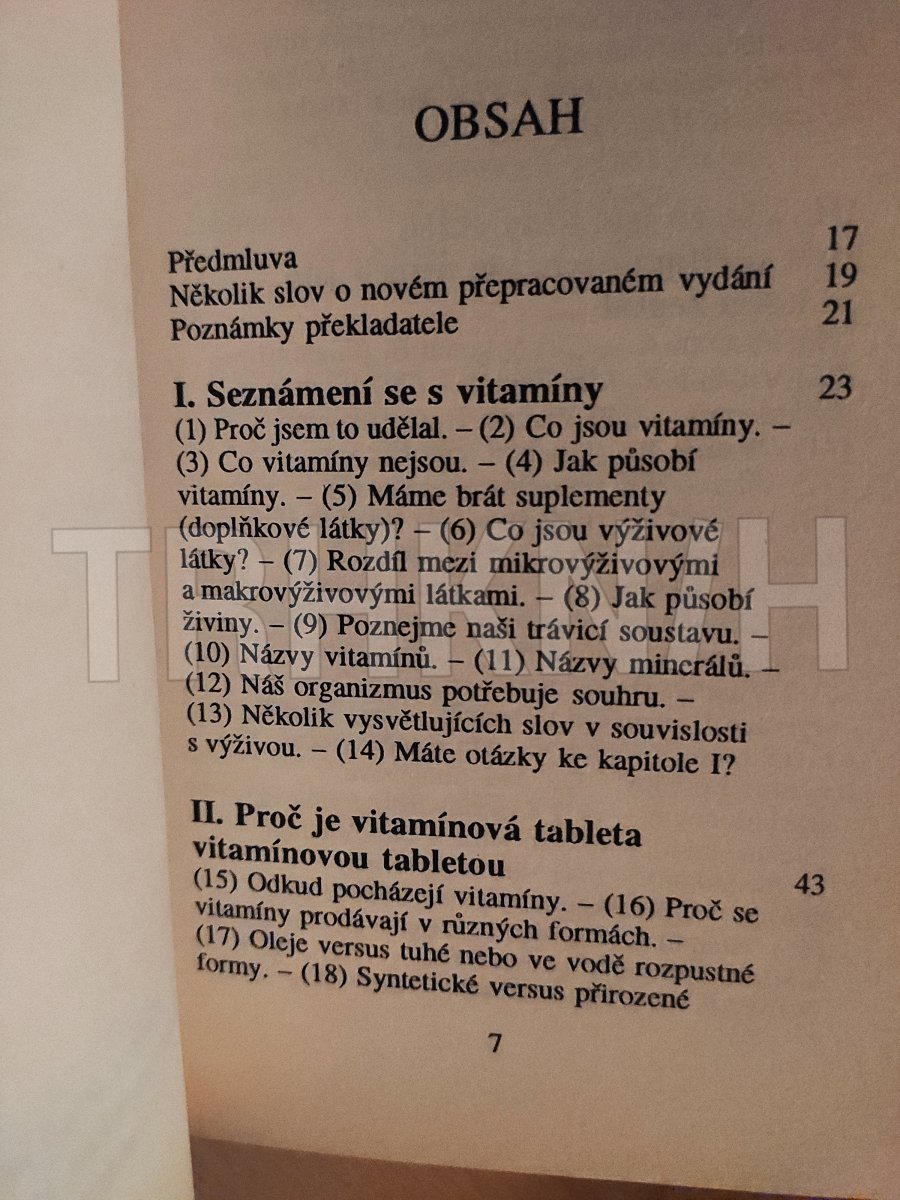 OBSAH
Předmluva 17
Několik slov o novém přepracovaném vydání 19
Poznámky překladatele 21
I. Seznámení se s vitamíny 23
(1) Proč jsem to udělal. – (2) Co jsou vitamíny. –
(3) Co vitamíny nejsou. – (4) Jak působí
vitamíny. – (5) Máme brát suplementy
(doplňkové látky)? – (6) Co jsou výživové
látky? – (7) Rozdíl mezi mikrovýživovými
a makrovýživovými látkami. – (8) Jak působí
živiny. – (9) Poznejme naši trávicí soustavu. –
(10) Názvy vitamínů. – (11) Názvy minerálů. –
(12) Náš organizmus potřebuje souhru. –
(13) Několik vysvětlujících slov v souvislosti
s výživou. – (14) Máte otázky ke kapitole I?
II. Proč je vitamínová tableta
vitamínovou tabletou 43
(15) Odkud pocházejí vitamíny. – (16) Proč se
vitamíny prodávají v různých formách. –
(17) Oleje versus tuhé nebo ve vodě rozpustné
formy. – (18) Syntetické versus přirozené
7